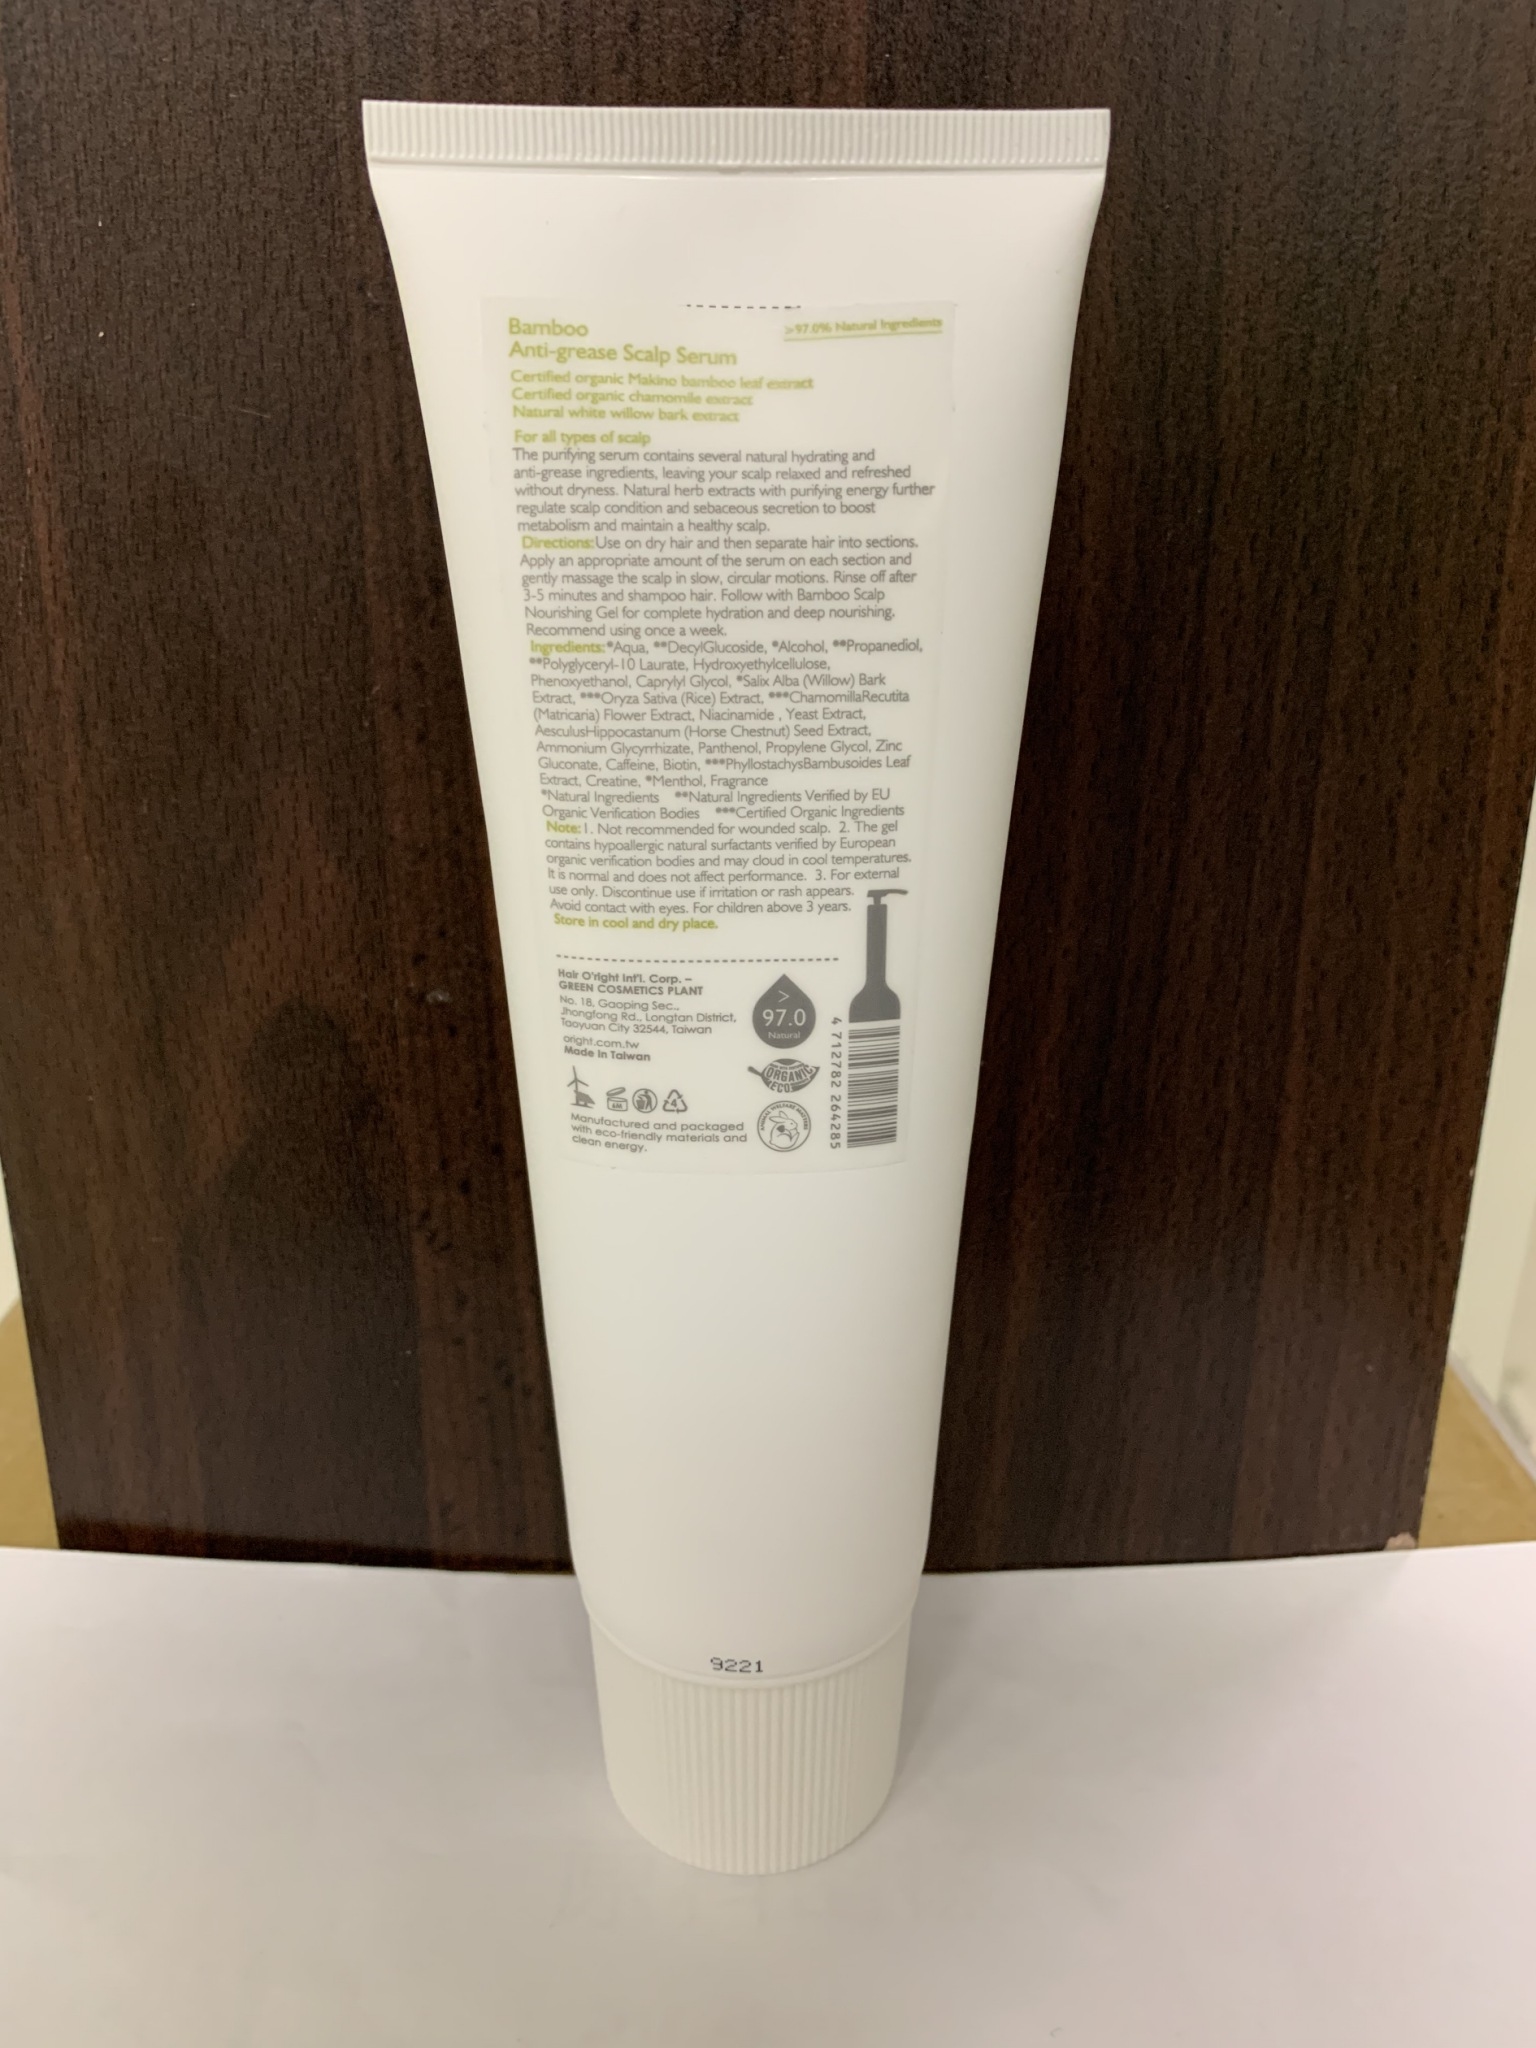 Bamboo
Anti-grease Scalp Serum
>97.0% Natural Ingredients
Certified organic Makino bamboo leaf extract
Certified organic chamomile extract
Natural white willow bark extract
For all types of scalp
The purifying serum contains several natural hydrating and
anti-grease ingredients, leaving your scalp relaxed and refreshed
without dryness. Natural herb extracts with purifying energy further
regulate scalp condition and sebaceous secretion to boost
metabolism and maintain a healthy scalp.
Directions:Use on dry hair and then separate hair into sections.
Apply an appropriate amount of the serum on each section and
gently massage the scalp in slow, circular motions. Rinse off after
3-5 minutes and shampoo hair. Follow with Bamboo Scalp
Nourishing Gel for complete hydration and deep nourishing.
Recommend using once a week.
Ingredients:*Aqua, **DecylGlucoside, *Alcohol, **Propanediol,
**Polyglyceryl-10 Laurate, Hydroxyethylcellulose,
Phenoxyethanol, Caprylyl Glycol, *Salix Alba (Willow) Bark
Extract, ***Oryza Sativa (Rice) Extract, ***ChamomillaRecutita
(Matricaria) Flower Extract, Niacinamide , Yeast Extract,
AesculusHippocastanum (Horse Chestnut) Seed Extract,
Ammonium Glycyrrhizate, Panthenol, Propylene Glycol, Zinc
Gluconate, Caffeine, Biotin, ***PhyllostachysBambusoides Leaf
Extract, Creatine, *Menthol, Fragrance
*Natural Ingredients **Natural Ingredients Verified by EU
Organic Verification Bodies ***Certified Organic Ingredients
Note:1. Not recommended for wounded scalp. 2. The gel
contains hypoallergic natural surfactants verified by European
organic verification bodies and may cloud in cool temperatures.
It is normal and does not affect performance. 3. For external
use only. Discontinue use if irritation or rash appears.
Avoid contact with eyes. For children above 3 years.
Store in cool and dry place.
Hair O'right Int'l. Corp. –
GREEN COSMETICS PLANT
No. 18, Gaoping Sec.,
Jhongfong Rd., Longtan District,
Taoyuan City 32544, Taiwan
oright.com.tw
Made In Taiwan
>
97.0
Natural
ORGANIC
ECO
ANIMAL WELFARE MATTERS
4
Manufactured and packaged
with eco-friendly materials and
clean energy.
4 712782 264285
9221